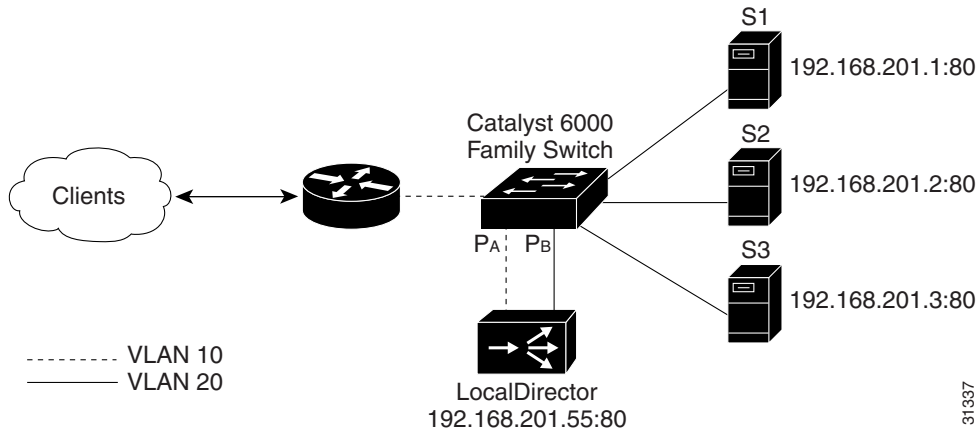 S1
192.168.201.1:80
Catalyst 6000
Family Switch
S2
192.168.201.2:80
Clients
PA PB
S3
192.168.201.3:80
VLAN 10
VLAN 20
LocalDirector
192.168.201.55:80
31337